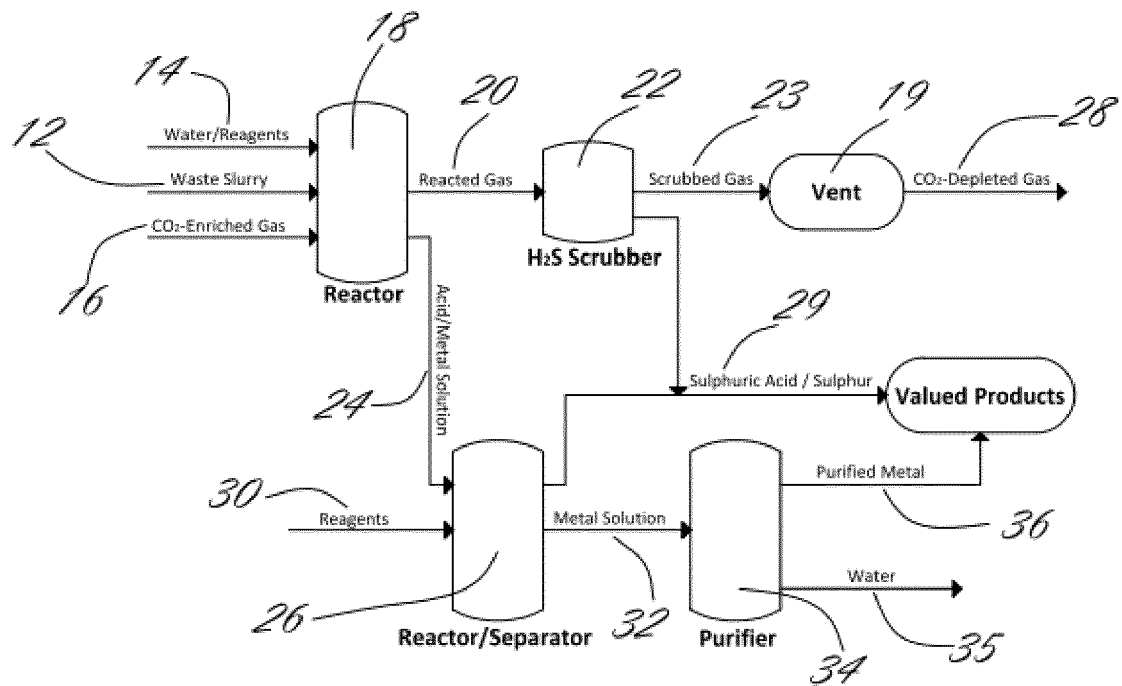 18
14
20
22
23
19
28
12
Water/Reagents
Waste Slurry
Reacted Gas
Scrubbed Gas
Vent
CO₂-Depleted Gas
CO₂-Enriched Gas
H₂S Scrubber
16
Reactor
29
Acid/Metal Solution
24
Sulphuric Acid / Sulphur
Valued Products
30
Reagents
Metal Solution
Purified Metal
36
Water
26
Reactor/Separator
32
Purifier
34
35